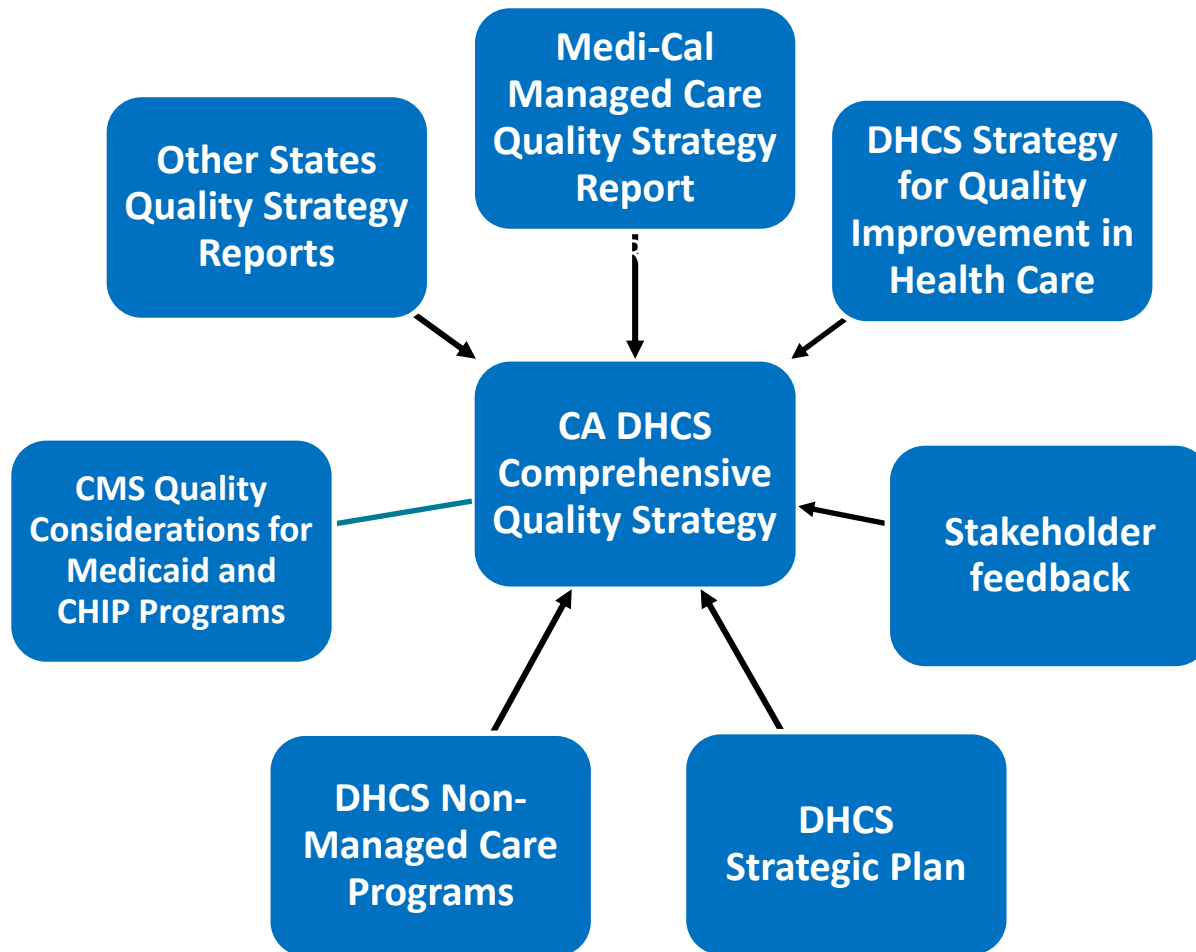 Medi-Cal
Managed Care
Quality Strategy
Report
Other States
Quality Strategy
Reports
DHCS Strategy
for Quality
Improvement in
Health Care
CA DHCS
Comprehensive
Quality Strategy
CMS Quality
Considerations for
Medicaid and
CHIP Programs
Stakeholder
feedback
DHCS Non-
Managed Care
Programs
DHCS
Strategic Plan